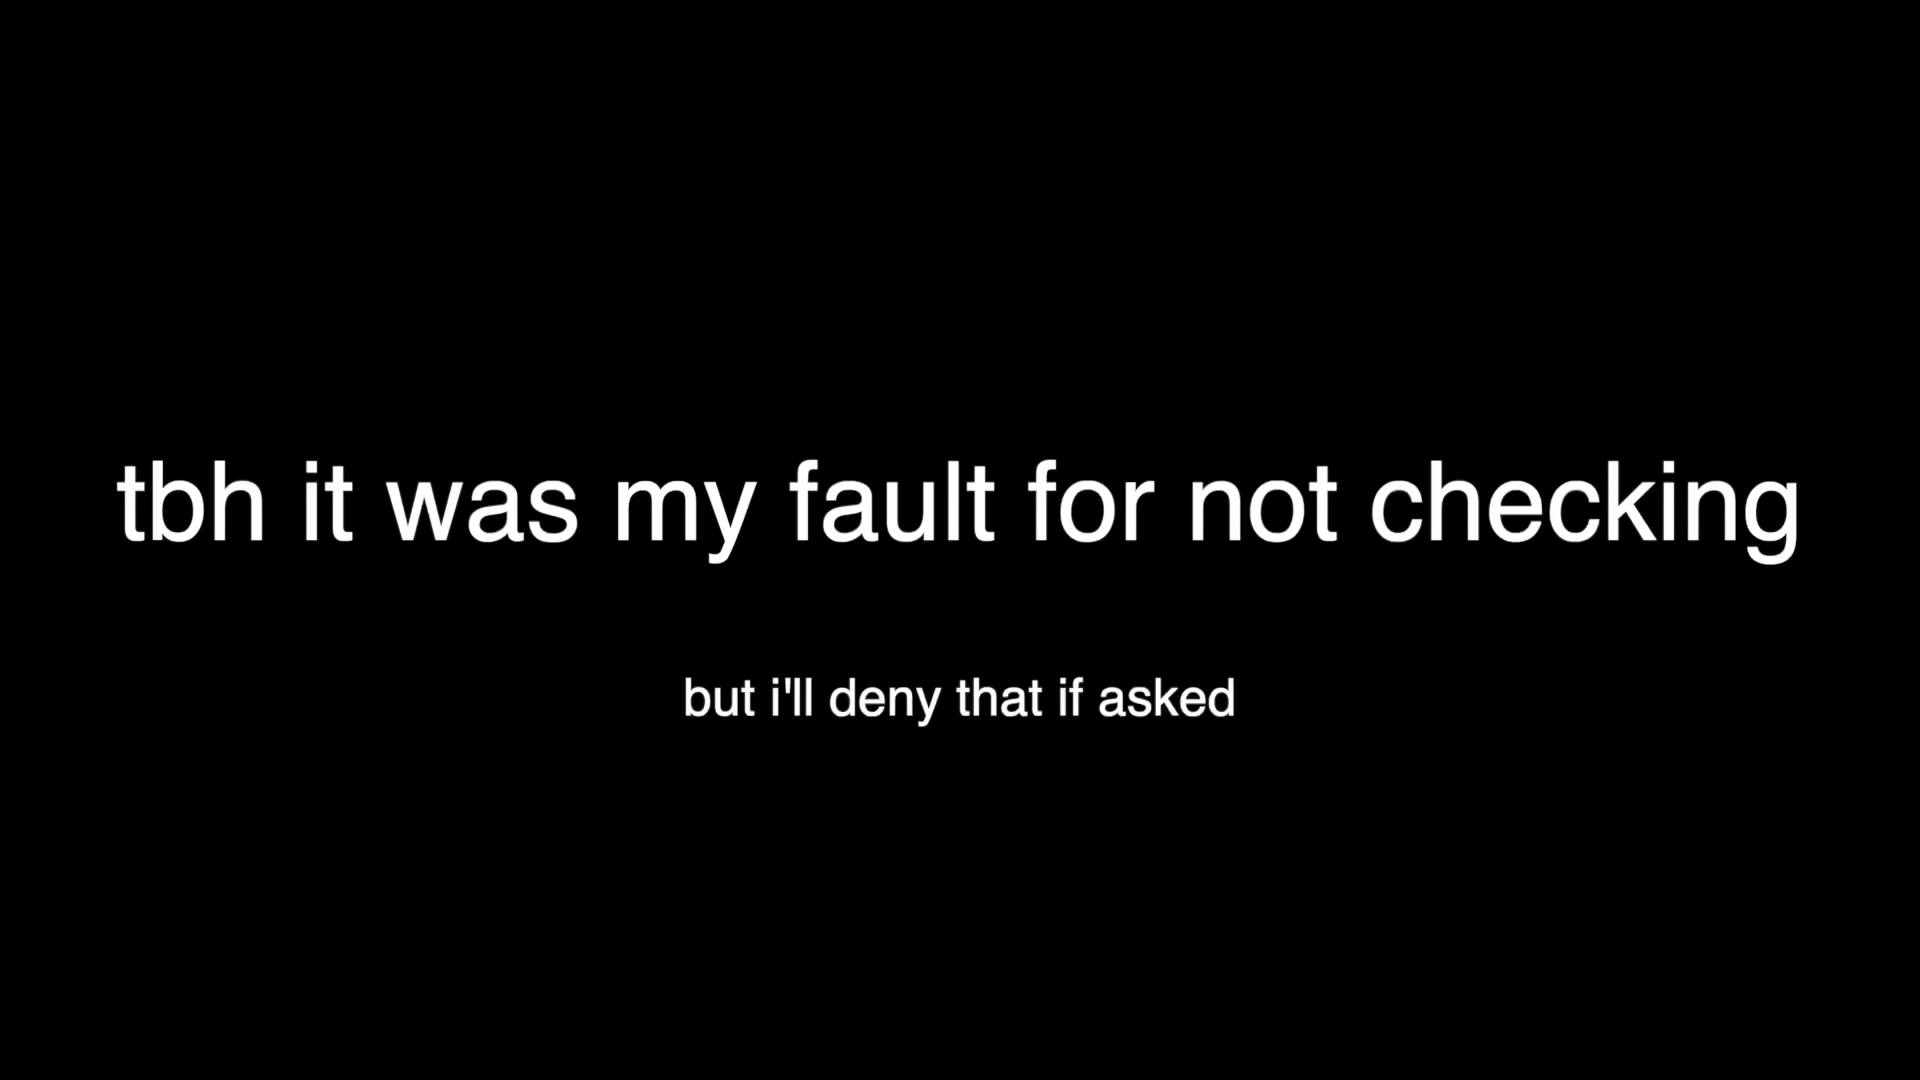 tbh it was my fault for not checking
but i'll deny that if asked